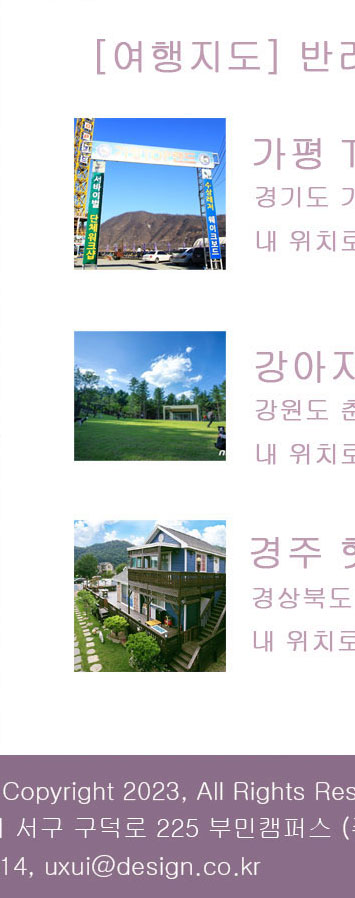 [여행지도] 반려
서바이벌 단체워크샵
수상레저 웨이크보드
가평 T
경기도 가
내 위치로
강아지
강원도 춘
내 위치로
경주 핫
경상북도
내 위치로
Copyright 2023, All Rights Res
서구 구덕로 225 부민캠퍼스 (
14, uxui@design.co.kr